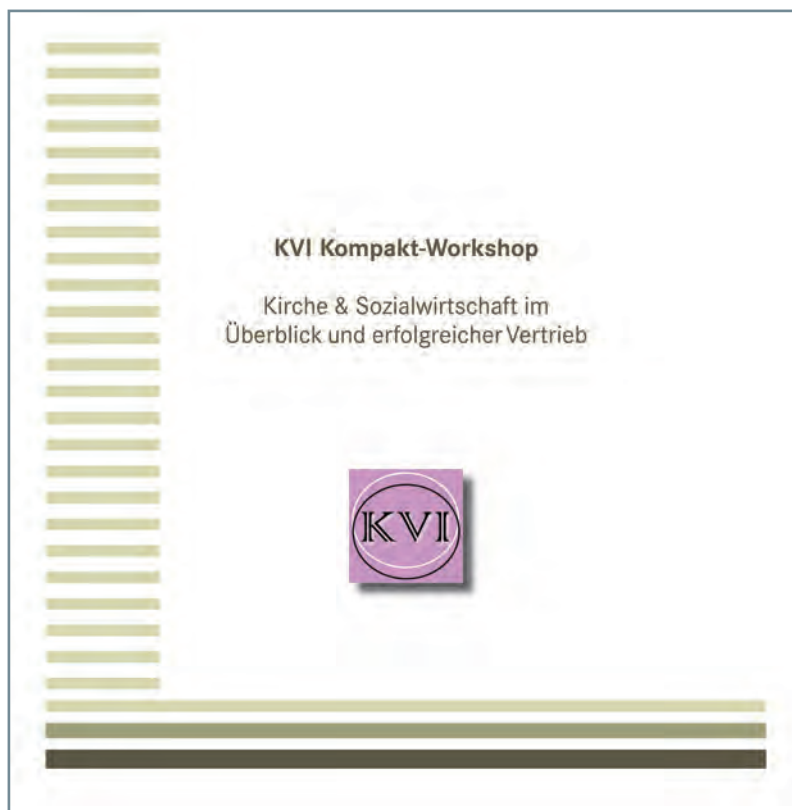 KVI Kompakt-Workshop
Kirche & Sozialwirtschaft im
Überblick und erfolgreicher Vertrieb
KVI